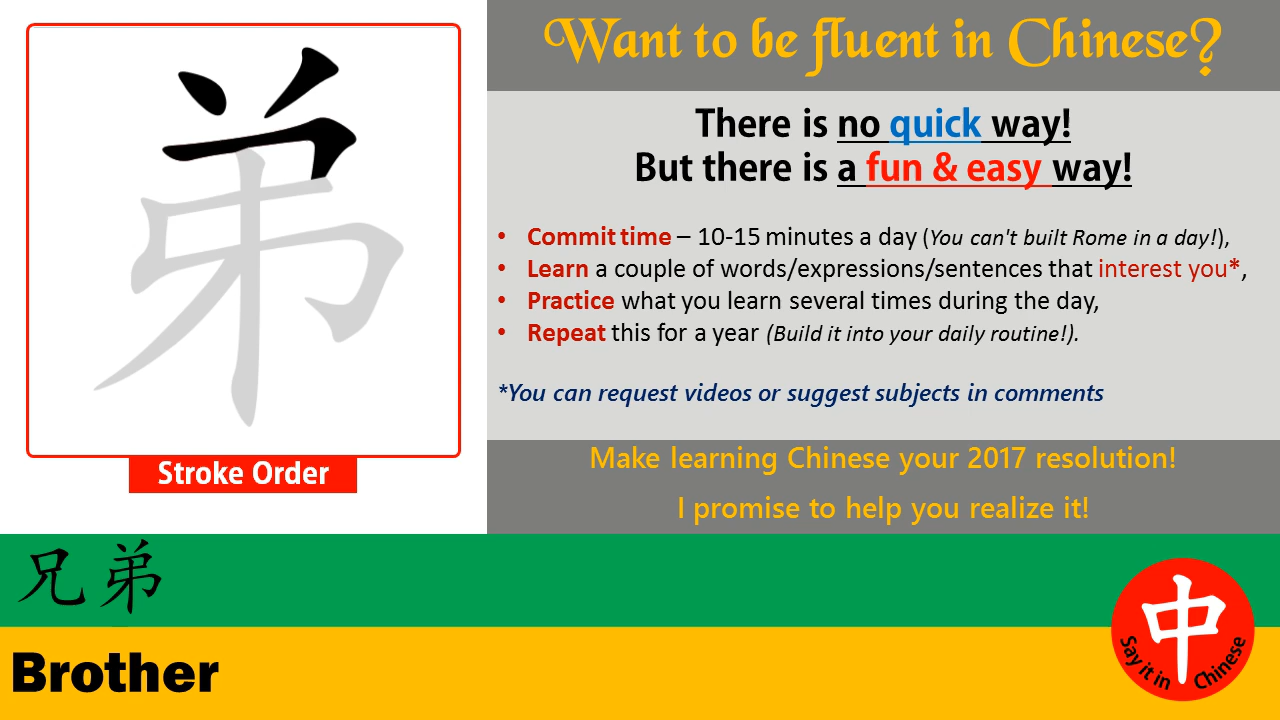 弟
Stroke Order
Want to be fluent in Chinese?
There is no quick way!
But there is a fun & easy way!
• Commit time – 10-15 minutes a day (You can't built Rome in a day!),
• Learn a couple of words/expressions/sentences that interest you*,
• Practice what you learn several times during the day,
• Repeat this for a year (Build it into your daily routine!).
*You can request videos or suggest subjects in comments
Make learning Chinese your 2017 resolution!
I promise to help you realize it!
兄弟
Brother
中
Say it in Chinese